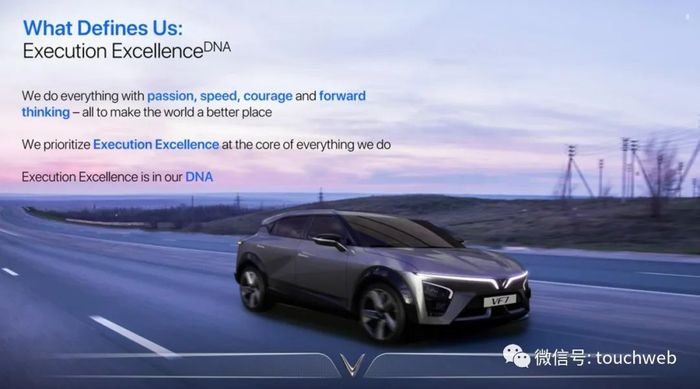 What Defines Us:
Execution Excellence DNA
We do everything with passion, speed, courage and forward
thinking – all to make the world a better place
We prioritize Execution Excellence at the core of everything we do
Execution Excellence is in our DNA
VF7
微信号: touchweb